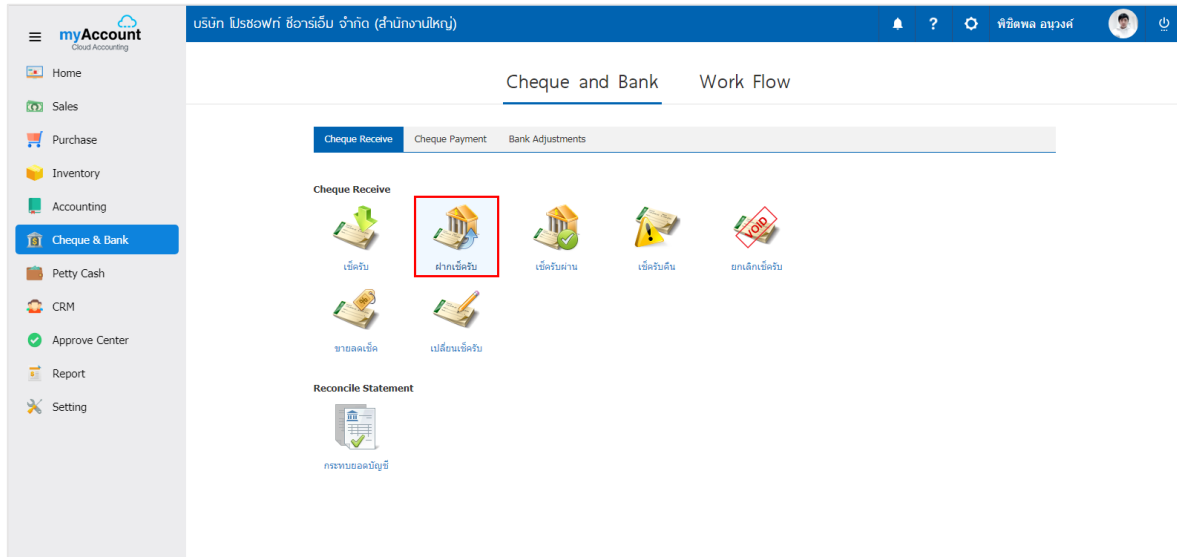 myAccount
Cloud Accounting
บริษัท โปรซอฟท์ ซีอาร์เอ็ม จำกัด (สำนักงานใหญ่)
?
พิชิตพล อนุวงค์
Home
Sales
Purchase
Inventory
Accounting
Cheque & Bank
Petty Cash
CRM
Approve Center
Report
Setting
Cheque and Bank Work Flow
Cheque Receive Cheque Payment Bank Adjustments
Cheque Receive
VOID
เช็ครับ ฝากเช็ครับ เช็ครับผ่าน เช็ครับคืน ยกเลิกเช็ครับ
ขายลดเช็ค เปลี่ยนเช็ครับ
Reconcile Statement
กระทบยอดบัญชี